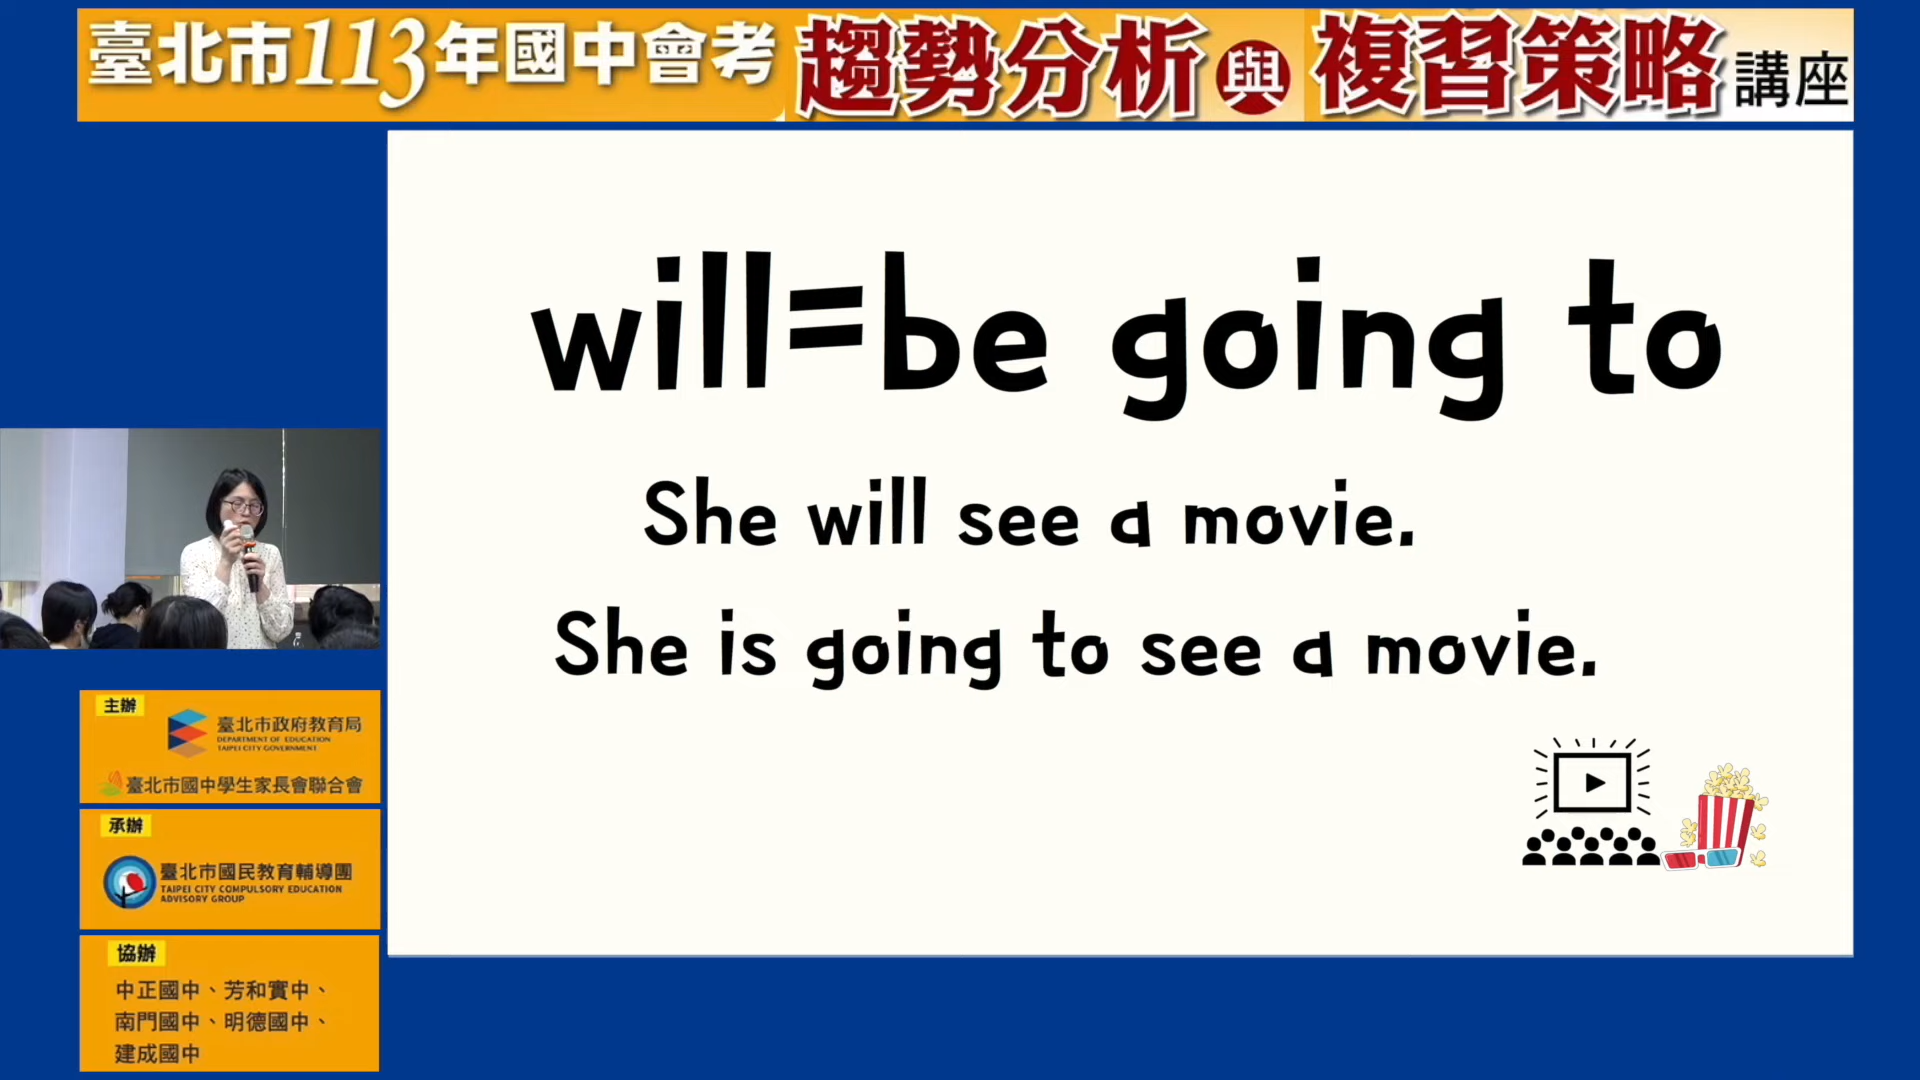 臺北市113年國中會考 趨勢分析與複習策略講座
will=be going to
She will see a movie.
She is going to see a movie.
主辦
臺北市政府教育局
DEPARTMENT OF EDUCATION
TAIPEI CITY GOVERNMENT
臺北市國中學生家長會聯合會
承辦
臺北市國民教育輔導團
TAIPEI CITY COMPULSORY EDUCATION
ADVISORY GROUP
協辦
中正國中、芳和實中、
南門國中、明德國中、
建成國中